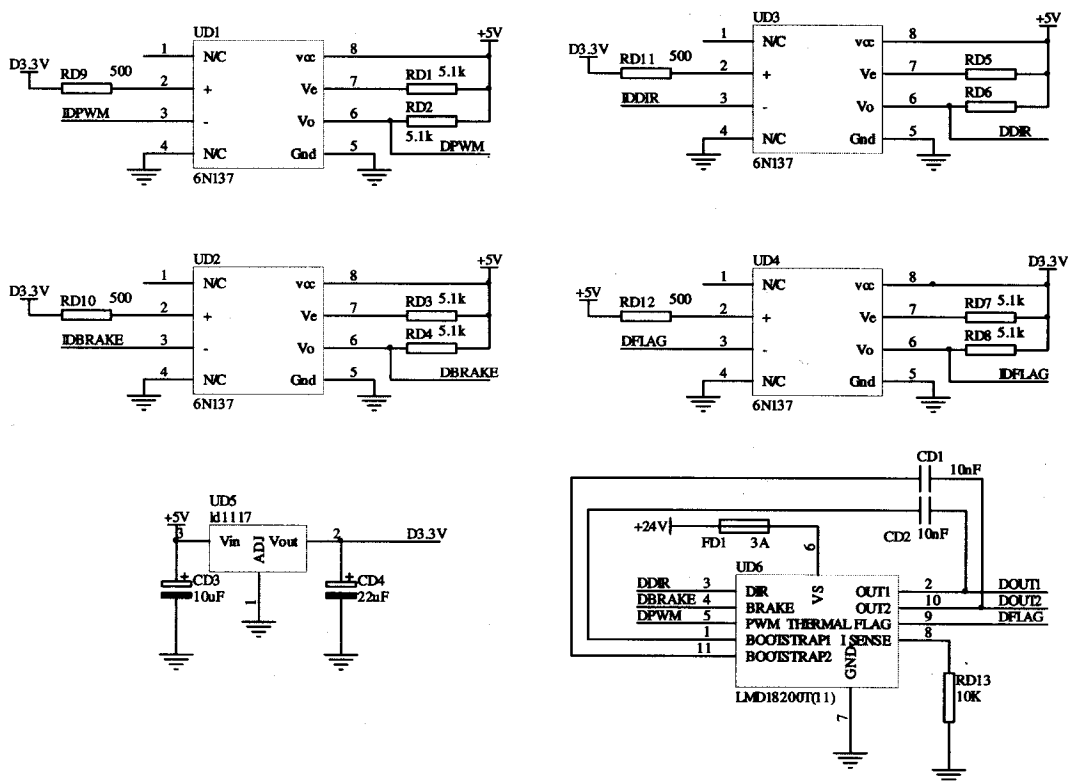 UD1
+5V
1 N/C vcc 8
D3.3V RD9 500 2 + Ve 7 RD1 5.1k
IDPWM 3 - Vo 6 RD2 5.1k
DPWM
4 N/C Gnd 5
6N137
UD3
+5V
1 N/C vcc 8
D3.3V RD11 500 2 + Ve 7 RD5
IDDIR 3 - Vo 6 RD6
DDIR
4 N/C Gnd 5
6N137
UD2
+5V
1 N/C vcc 8
D3.3V RD10 500 2 + Ve 7 RD3 5.1k
IDBRAKE 3 - Vo 6 RD4 5.1k
DBRAKE
4 N/C Gnd 5
6N137
UD4
D3.3V
1 N/C vcc 8
+5V RD12 500 2 + Ve 7 RD7 5.1k
DFLAG 3 - Vo 6 RD8 5.1k
IDFLAG
4 N/C Gnd 5
6N137
UD5
ld1117
+5V 3 Vin ADJ Vout 2 D3.3V
+ CD3 10uF
1
+ CD4 22uF
CD1 10nF
CD2 10nF
+24V FD1 3A 6
UD6
VS
DDIR 3 DIR OUT1 2 DOUT1
DBRAKE 4 BRAKE OUT2 10 DOUT2
DPWM 5 PWM THERMAL FLAG 9 DFLAG
1 BOOTSTRAP1 I SENSE 8
11 BOOTSTRAP2 GND
LMD18200T(11)
7
RD13
10K